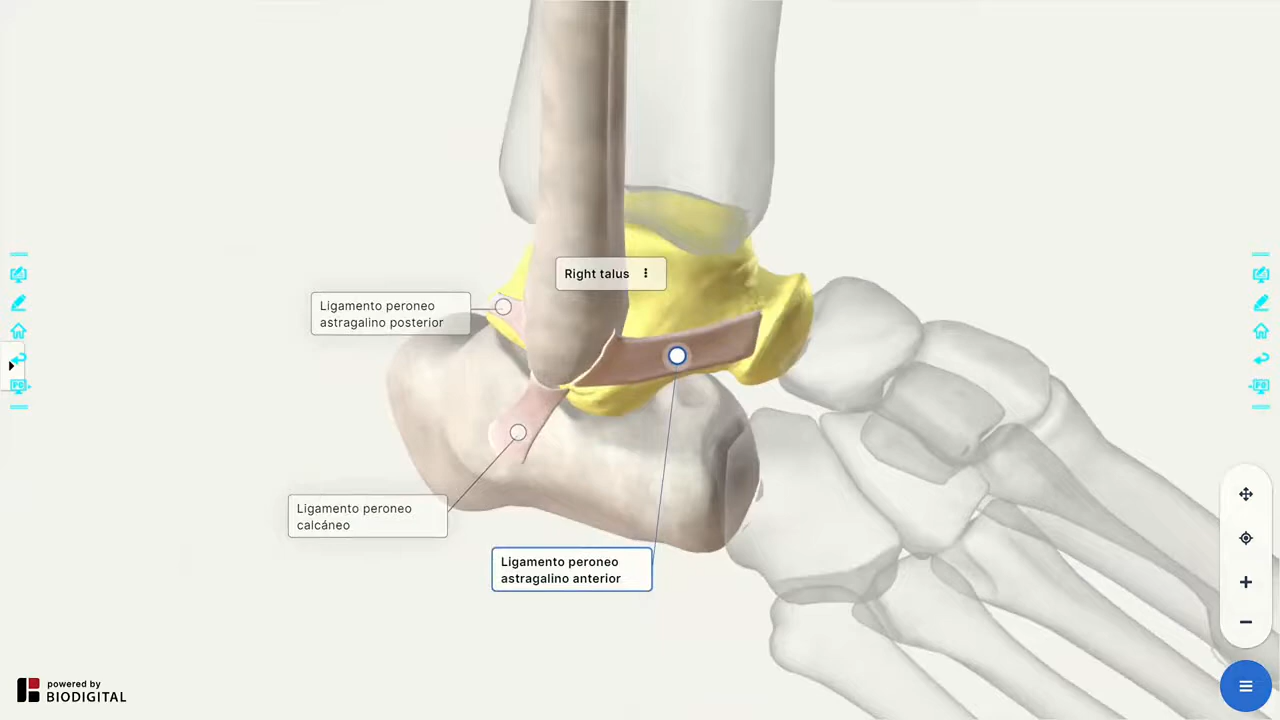 Right talus
Ligamento peroneo
astragalino posterior
Ligamento peroneo
calcáneo
Ligamento peroneo
astragalino anterior
powered by
BIODIGITAL